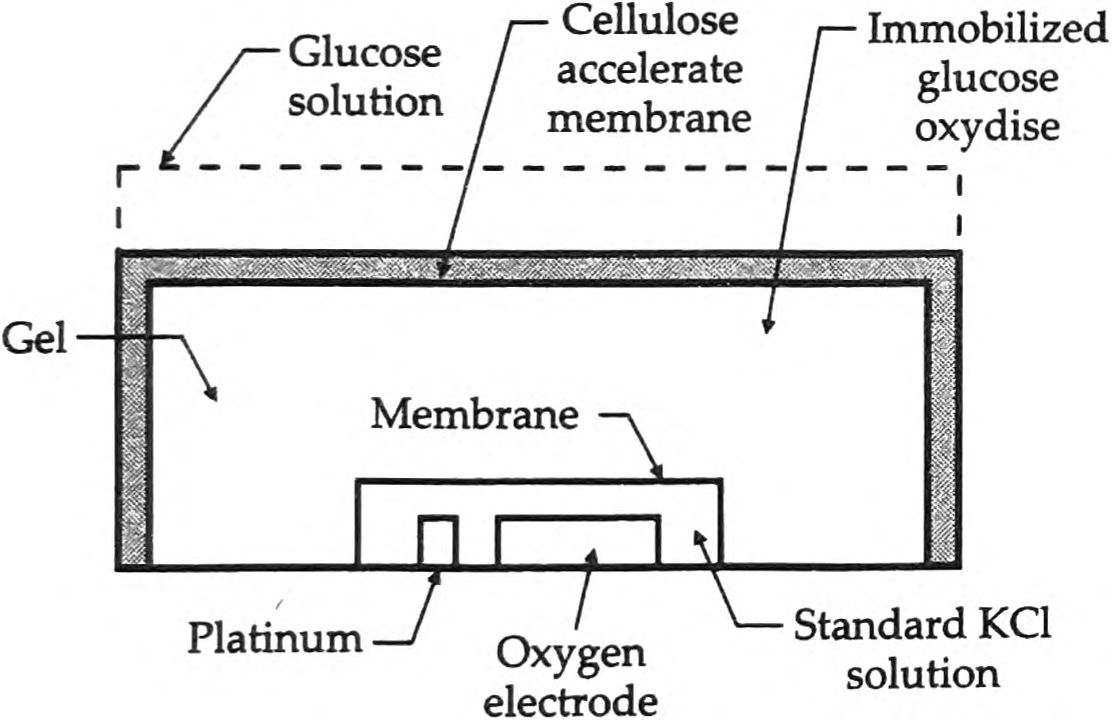 Glucose
solution
Cellulose
accelerate
membrane
Immobilized
glucose
oxydise
Gel
Membrane
Platinum
Oxygen
electrode
Standard KCl
solution